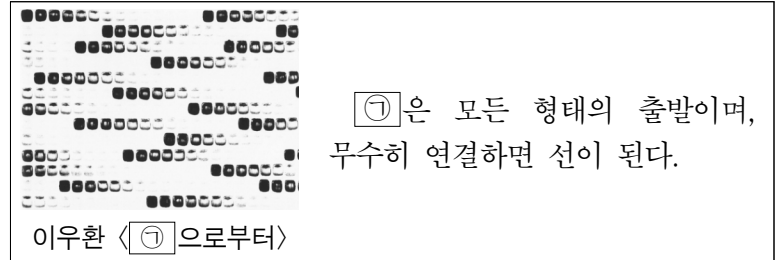 ㉠은 모든 형태의 출발이며,
무수히 연결하면 선이 된다.
이우환 〈㉠으로부터〉